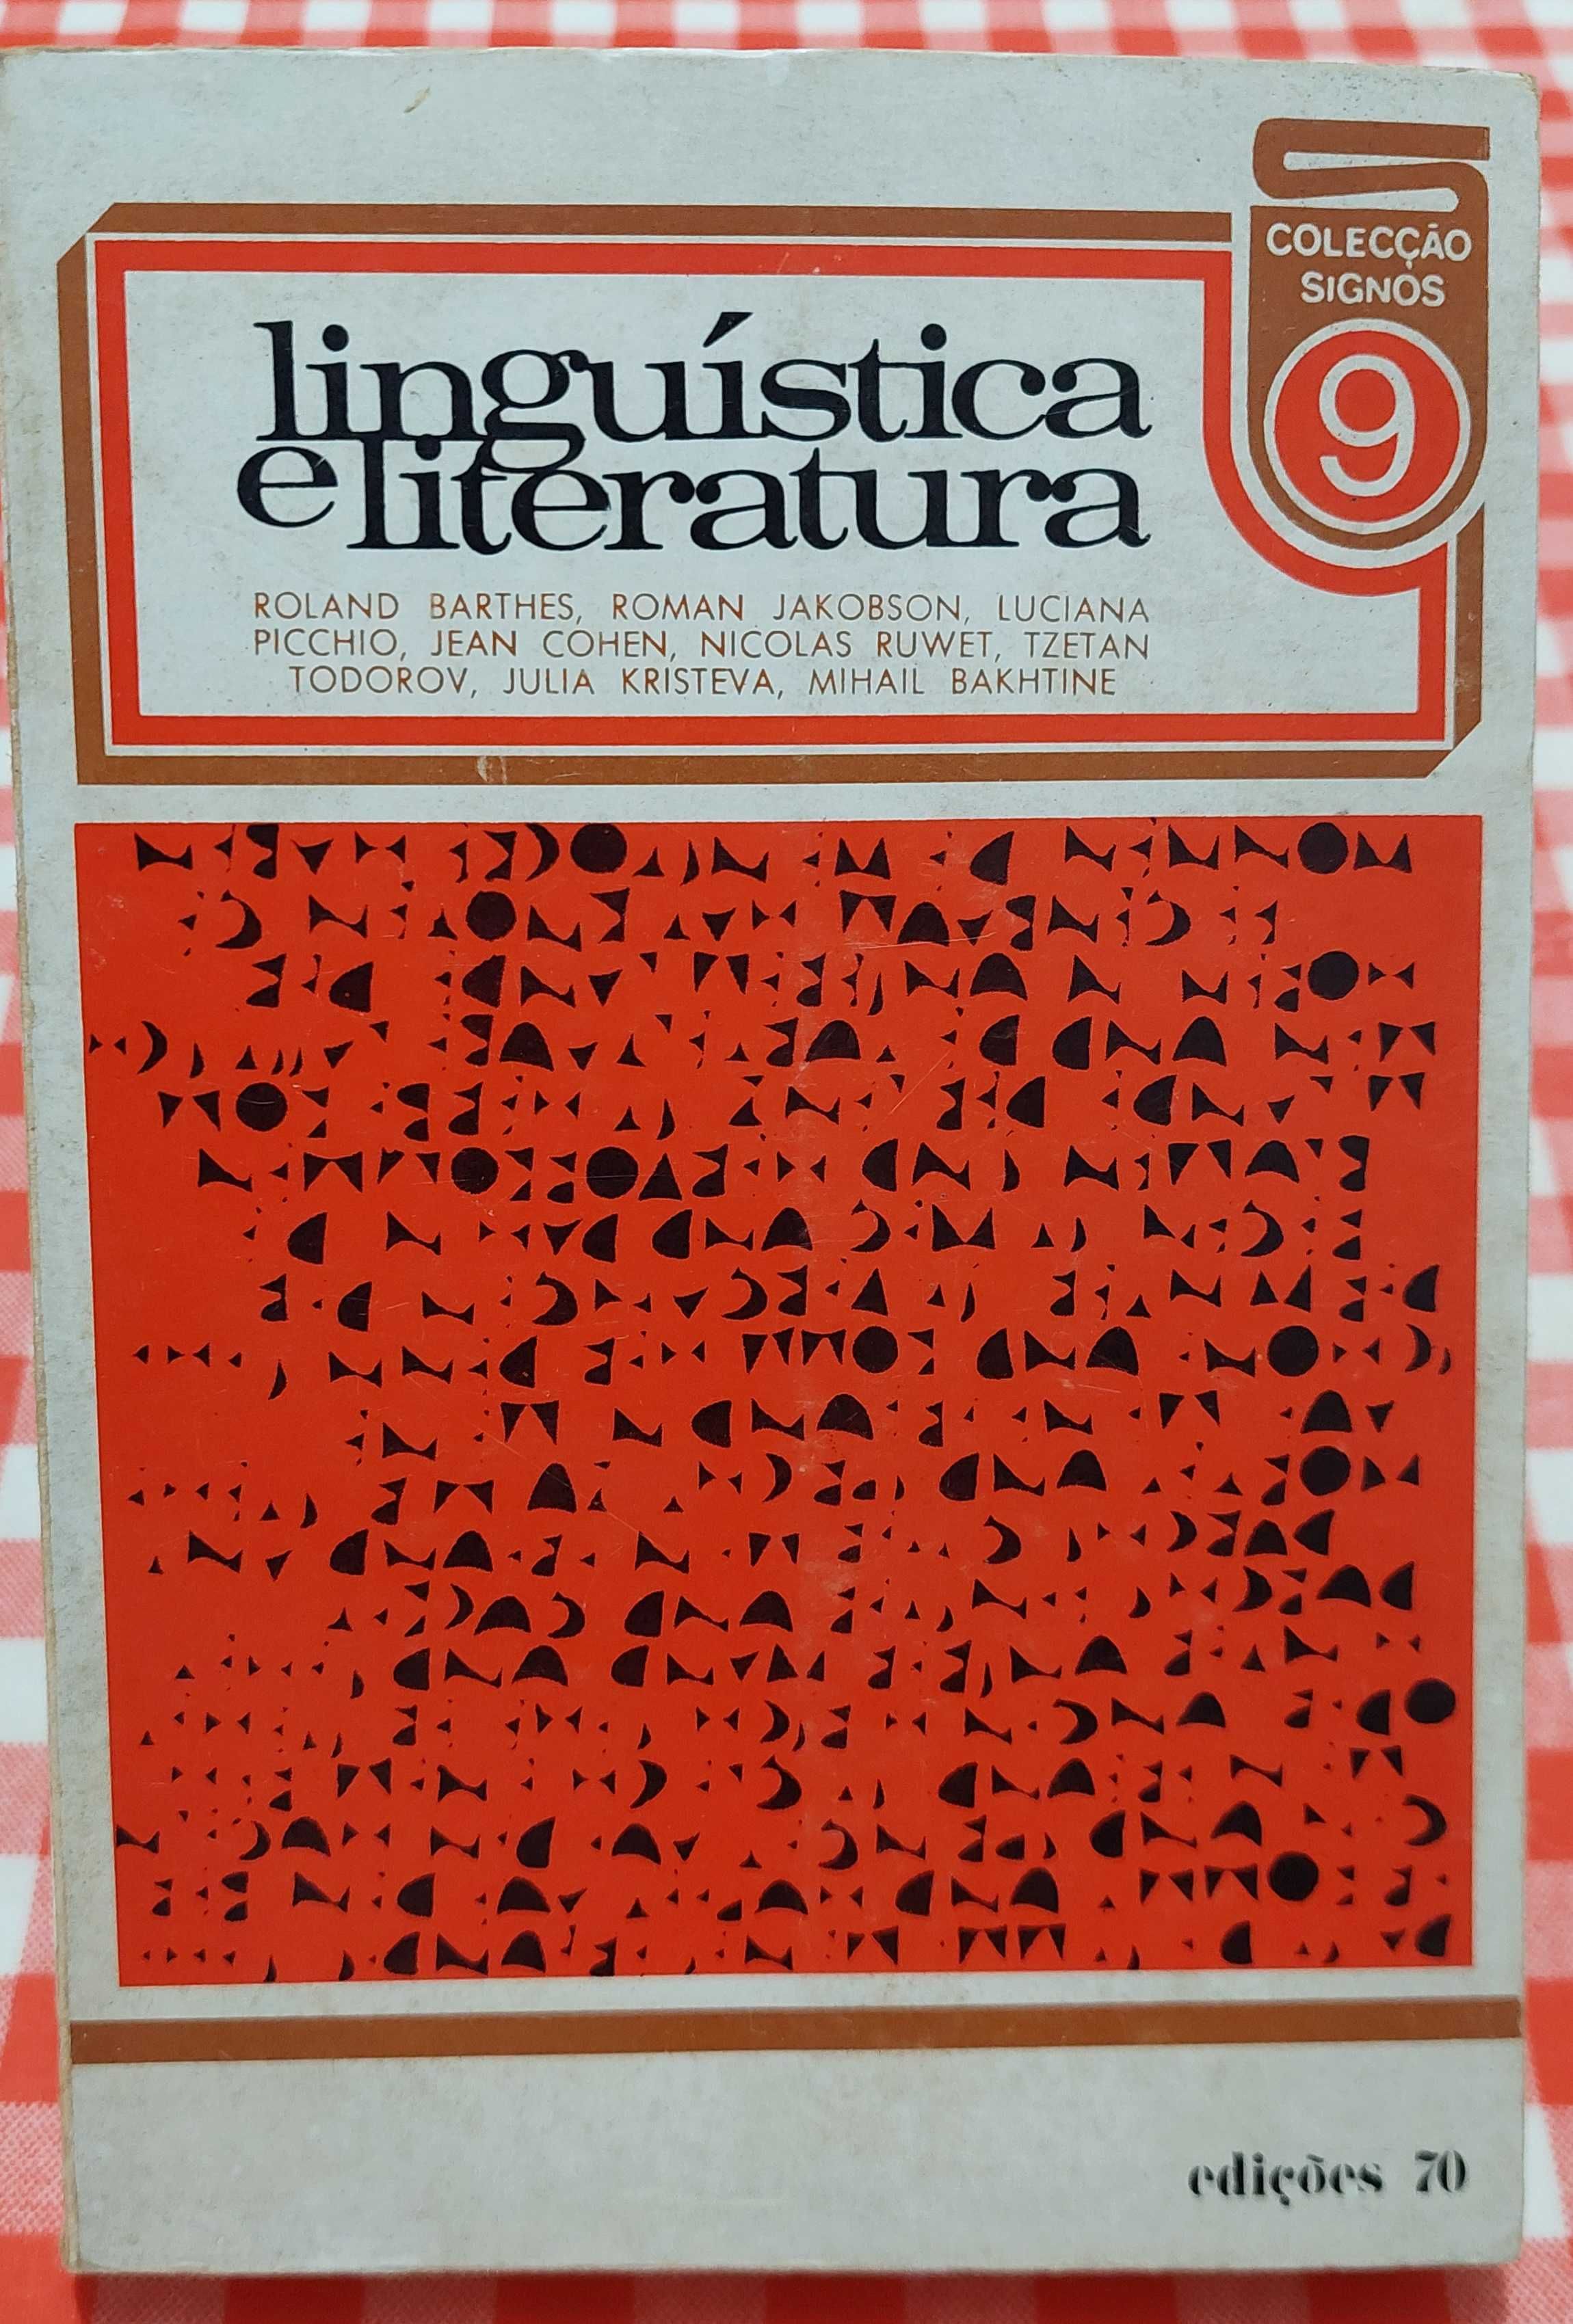 COLECÇÃO
SIGNOS
9
linguística
e literatura
ROLAND BARTHES, ROMAN JAKOBSON, LUCIANA
PICCHIO, JEAN COHEN, NICOLAS RUWET, TZETAN
TODOROV, JULIA KRISTEVA, MIHAIL BAKHTINE
edições 70